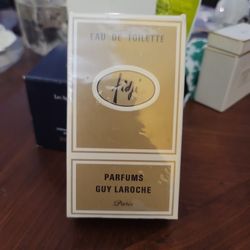 EAU DE TOILETTE
fidji
PARFUMS
GUY LAROCHE
Paris